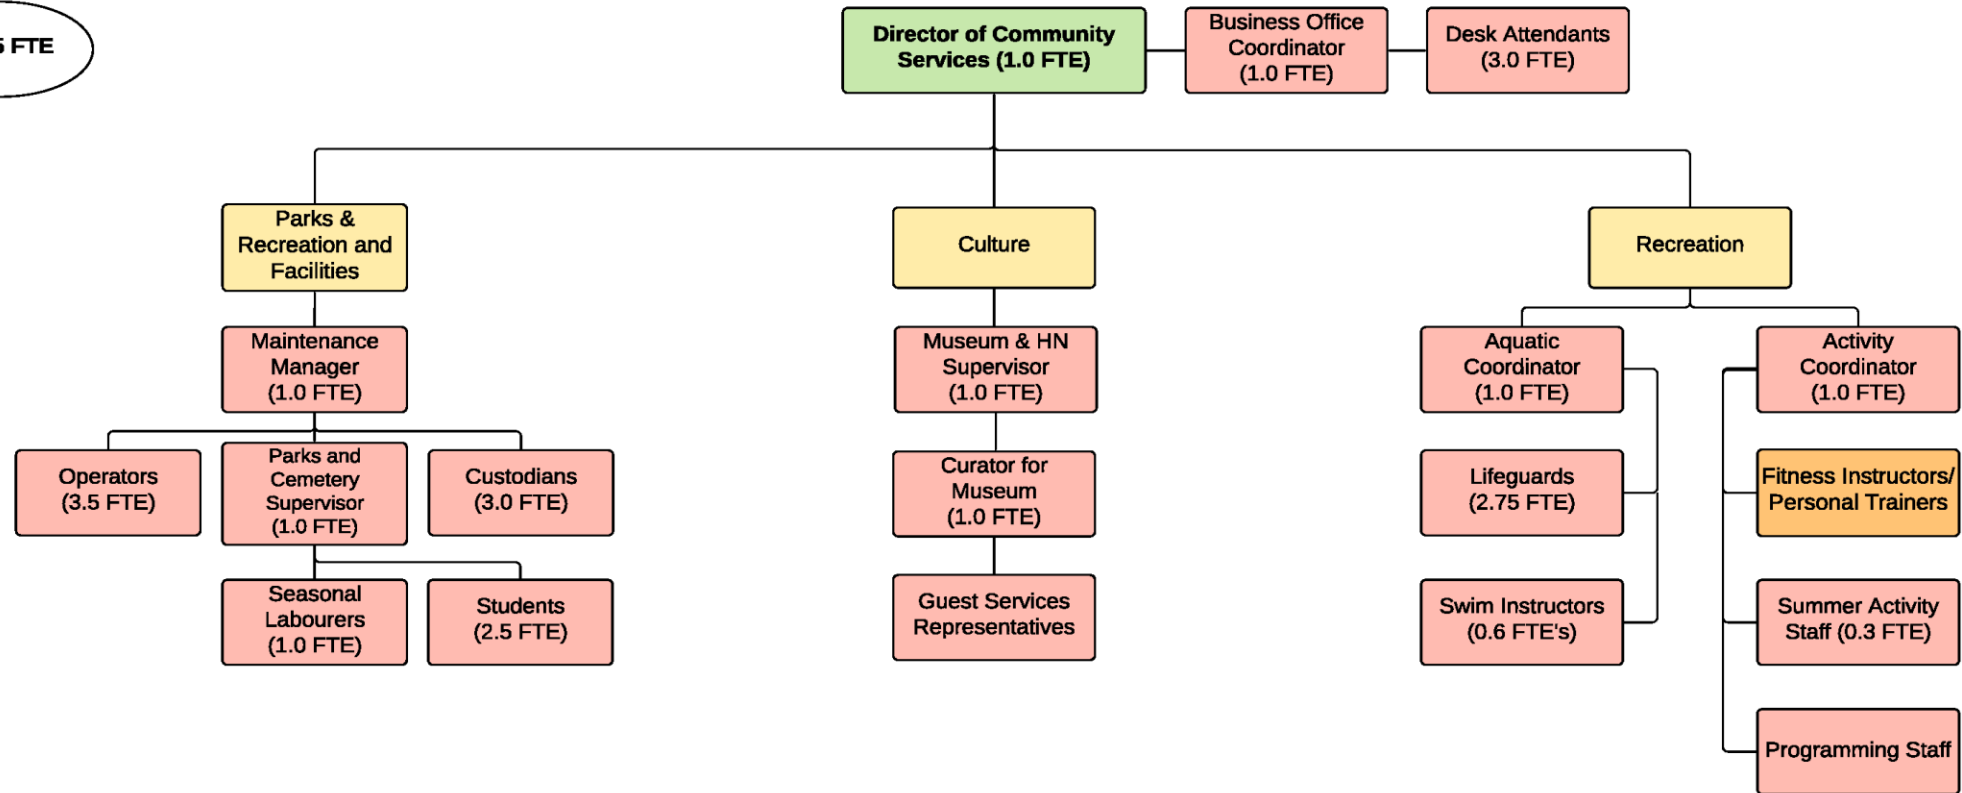 FTE
Director of Community
Services (1.0 FTE)
Business Office
Coordinator
(1.0 FTE)
Desk Attendants
(3.0 FTE)
Parks &
Recreation and
Facilities
Culture
Recreation
Maintenance
Manager
(1.0 FTE)
Museum & HN
Supervisor
(1.0 FTE)
Aquatic
Coordinator
(1.0 FTE)
Activity
Coordinator
(1.0 FTE)
Operators
(3.5 FTE)
Parks and
Cemetery
Supervisor
(1.0 FTE)
Custodians
(3.0 FTE)
Curator for
Museum
(1.0 FTE)
Lifeguards
(2.75 FTE)
Fitness Instructors/
Personal Trainers
Seasonal
Labourers
(1.0 FTE)
Students
(2.5 FTE)
Guest Services
Representatives
Swim Instructors
(0.6 FTE's)
Summer Activity
Staff (0.3 FTE)
Programming Staff